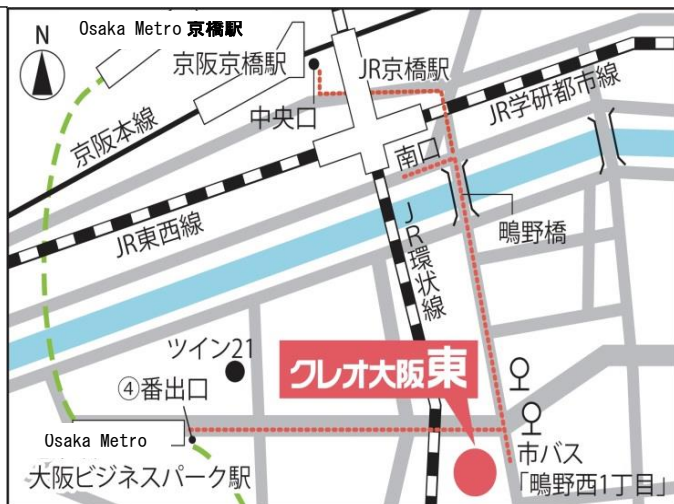 Osaka Metro 京橋駅
N
京阪京橋駅
JR京橋駅
中央口
JR学研都市線
京阪本線
南口
JR東西線
JR環状線
鴫野橋
ツイン21
クレオ大阪東
④番出口
Osaka Metro
大阪ビジネスパーク駅
市バス
「鴫野西1丁目」